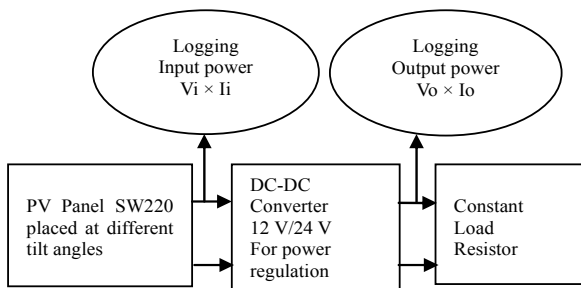 Logging
Input power
Vi × Ii
Logging
Output power
Vo × Io
PV Panel SW220
placed at different
tilt angles
DC-DC
Converter
12 V/24 V
For power
regulation
Constant
Load
Resistor